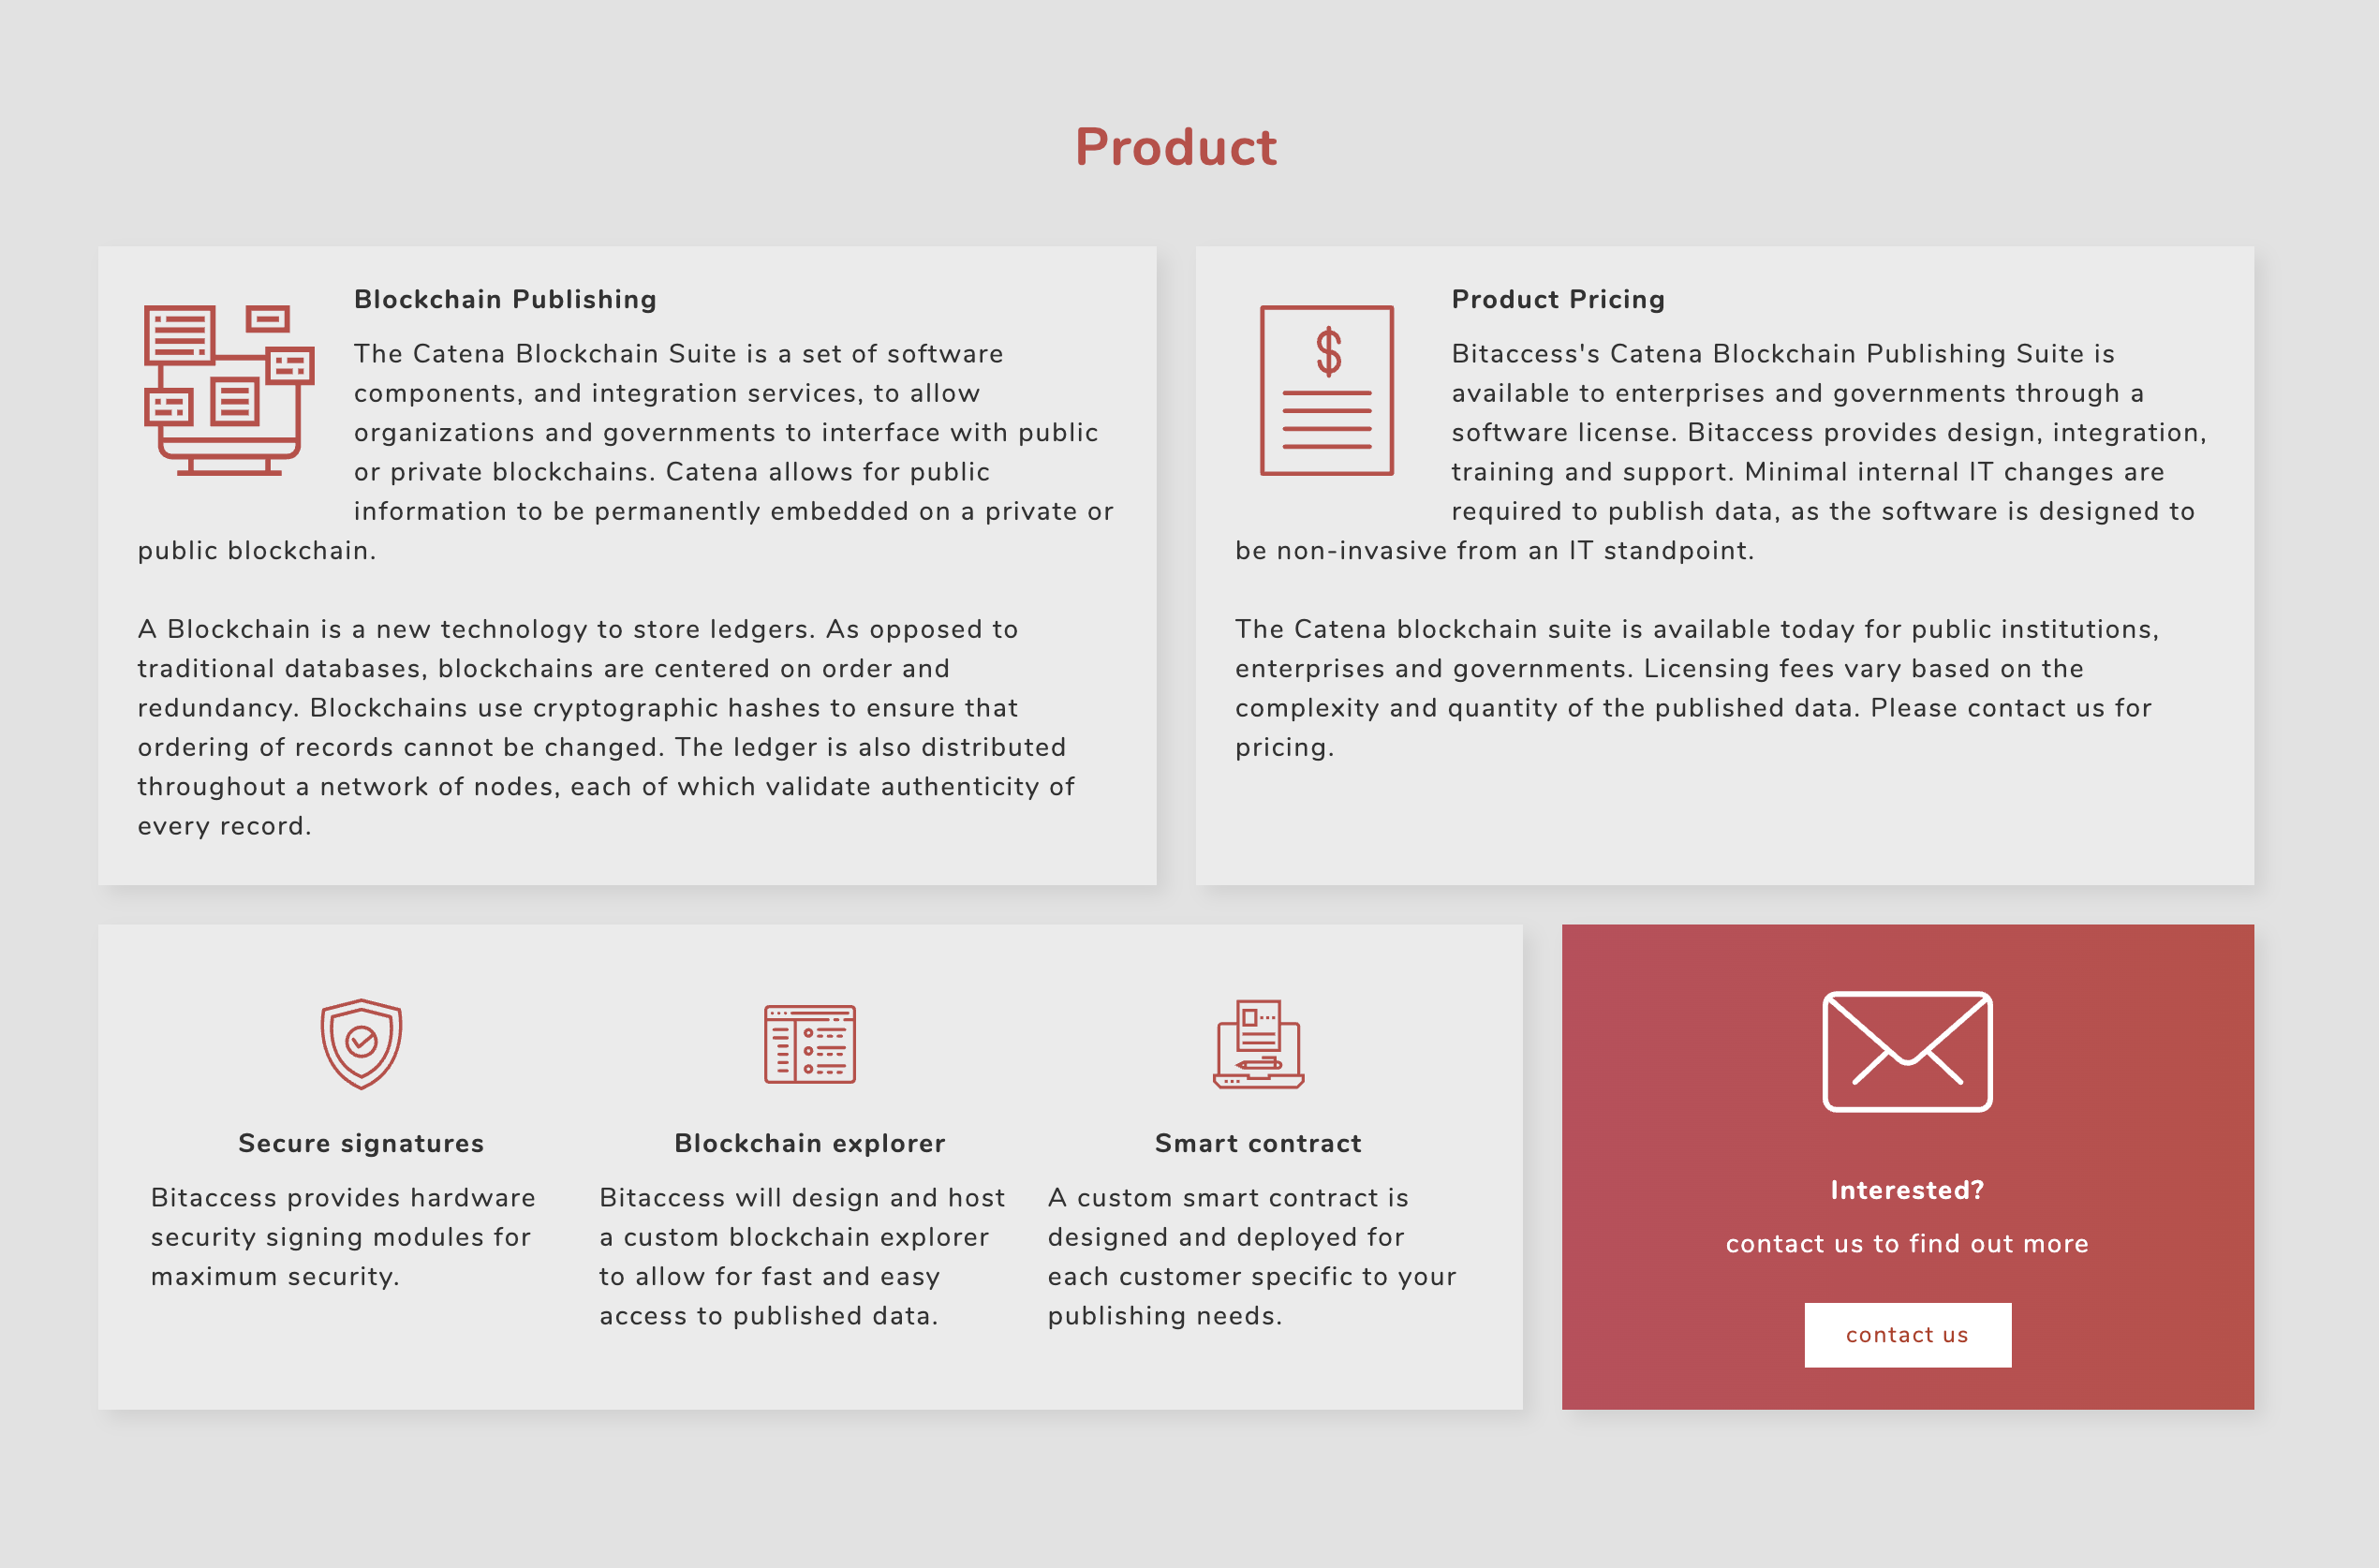 Product
Blockchain Publishing
The Catena Blockchain Suite is a set of software
components, and integration services, to allow
organizations and governments to interface with public
or private blockchains. Catena allows for public
information to be permanently embedded on a private or
public blockchain.
A Blockchain is a new technology to store ledgers. As opposed to
traditional databases, blockchains are centered on order and
redundancy. Blockchains use cryptographic hashes to ensure that
ordering of records cannot be changed. The ledger is also distributed
throughout a network of nodes, each of which validate authenticity of
every record.
$
Product Pricing
Bitaccess's Catena Blockchain Publishing Suite is
available to enterprises and governments through a
software license. Bitaccess provides design, integration,
training and support. Minimal internal IT changes are
required to publish data, as the software is designed to
be non-invasive from an IT standpoint.
The Catena blockchain suite is available today for public institutions,
enterprises and governments. Licensing fees vary based on the
complexity and quantity of the published data. Please contact us for
pricing.
Secure signatures
Bitaccess provides hardware
security signing modules for
maximum security.
Blockchain explorer
Bitaccess will design and host
a custom blockchain explorer
to allow for fast and easy
access to published data.
Smart contract
A custom smart contract is
designed and deployed for
each customer specific to your
publishing needs.
Interested?
contact us to find out more
contact us